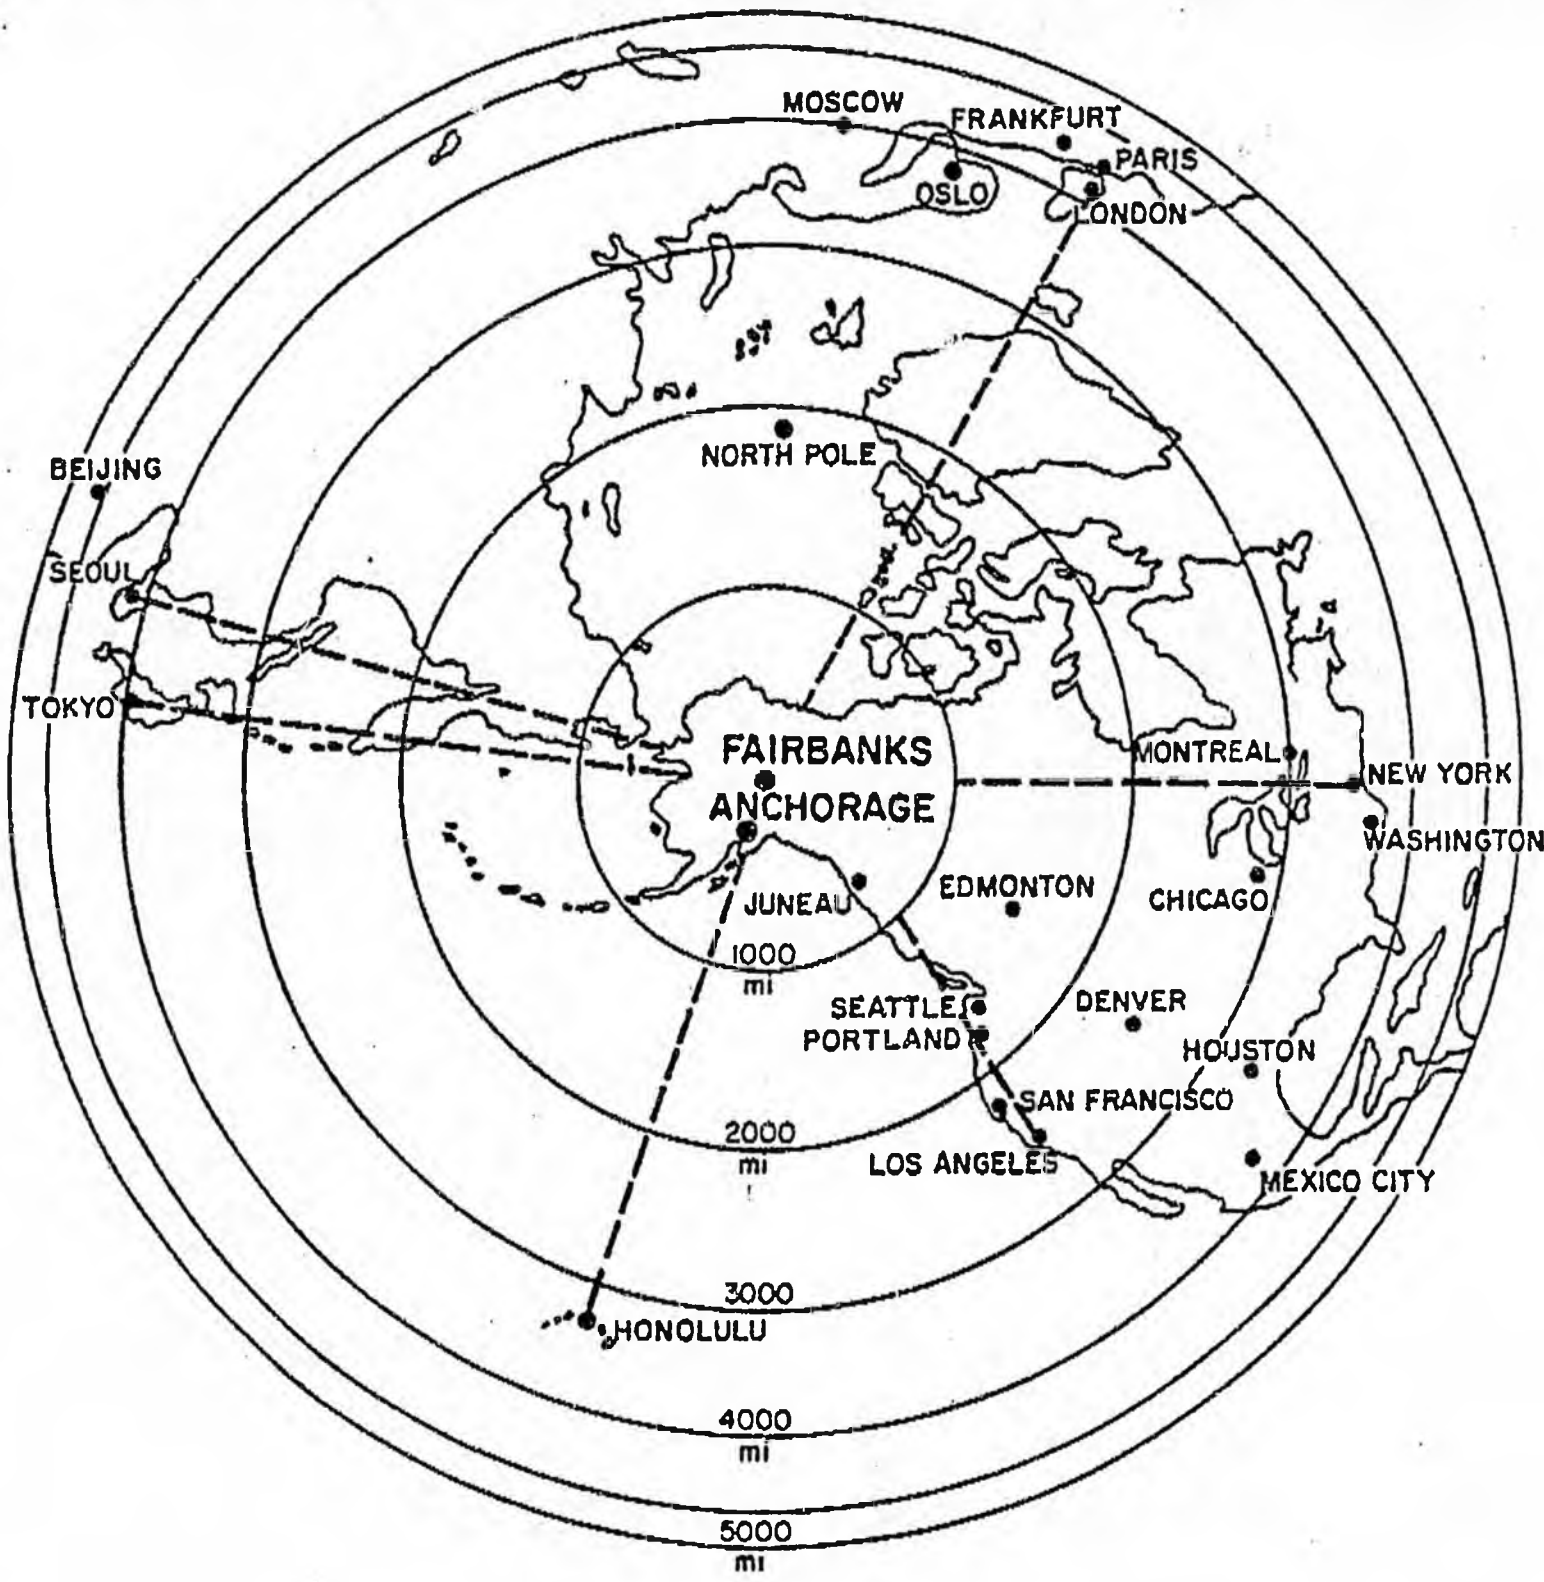 MOSCOW
FRANKFURT
PARIS
OSLO
LONDON
NORTH POLE
BEIJING
SEOUL
TOKYO
FAIRBANKS
ANCHORAGE
MONTREAL
NEW YORK
WASHINGTON
JUNEAU
EDMONTON
CHICAGO
1000
mi
SEATTLE
PORTLAND
DENVER
HOUSTON
SAN FRANCISCO
2000
mi
LOS ANGELES
MEXICO CITY
3000
HONOLULU
4000
mi
5000
mi